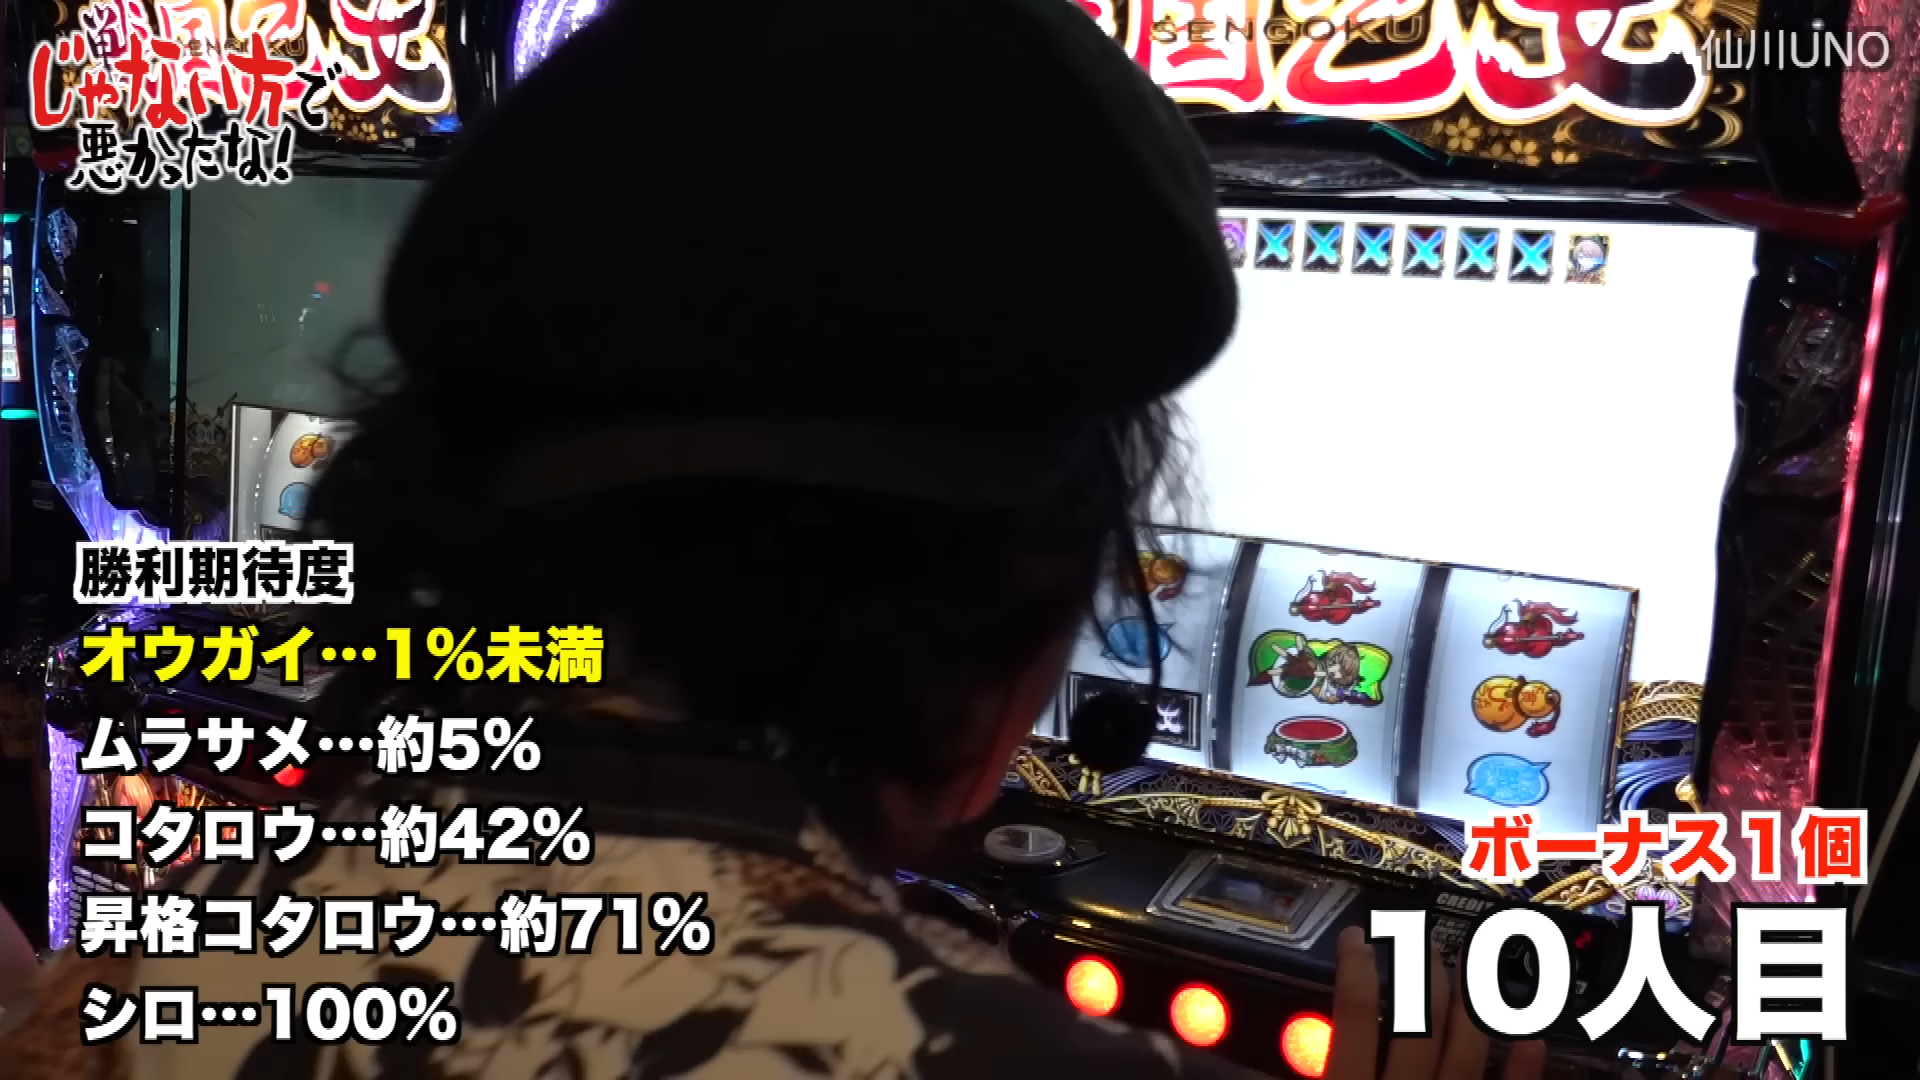 じゃない方で
悪かったな!
SENGOKU
仙川UNO
勝利期待度
オウガイ…1%未満
ムラサメ…約5%
コタロウ…約42%
昇格コタロウ…約71%
シロ…100%
CREDIT
ボーナス1個
10人目